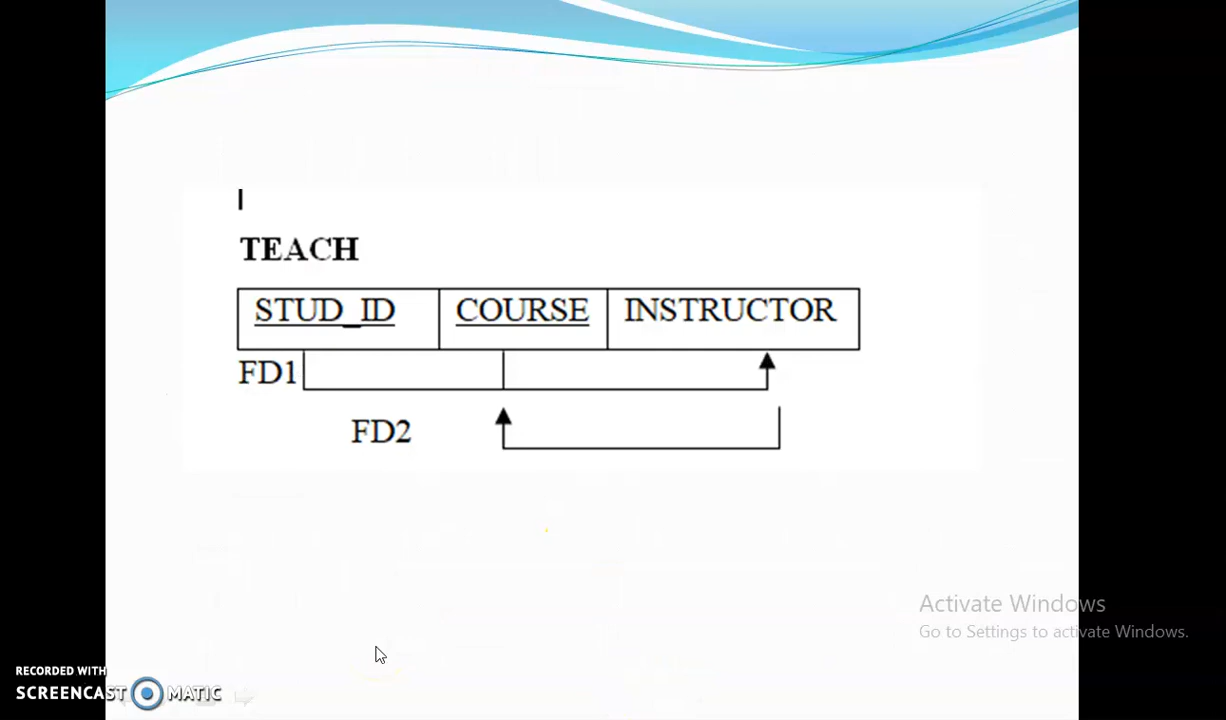 TEACH
STUD_ID COURSE INSTRUCTOR
FD1
FD2
Activate Windows
Go to Settings to activate Windows.
RECORDED WITH
SCREENCAST MATIC